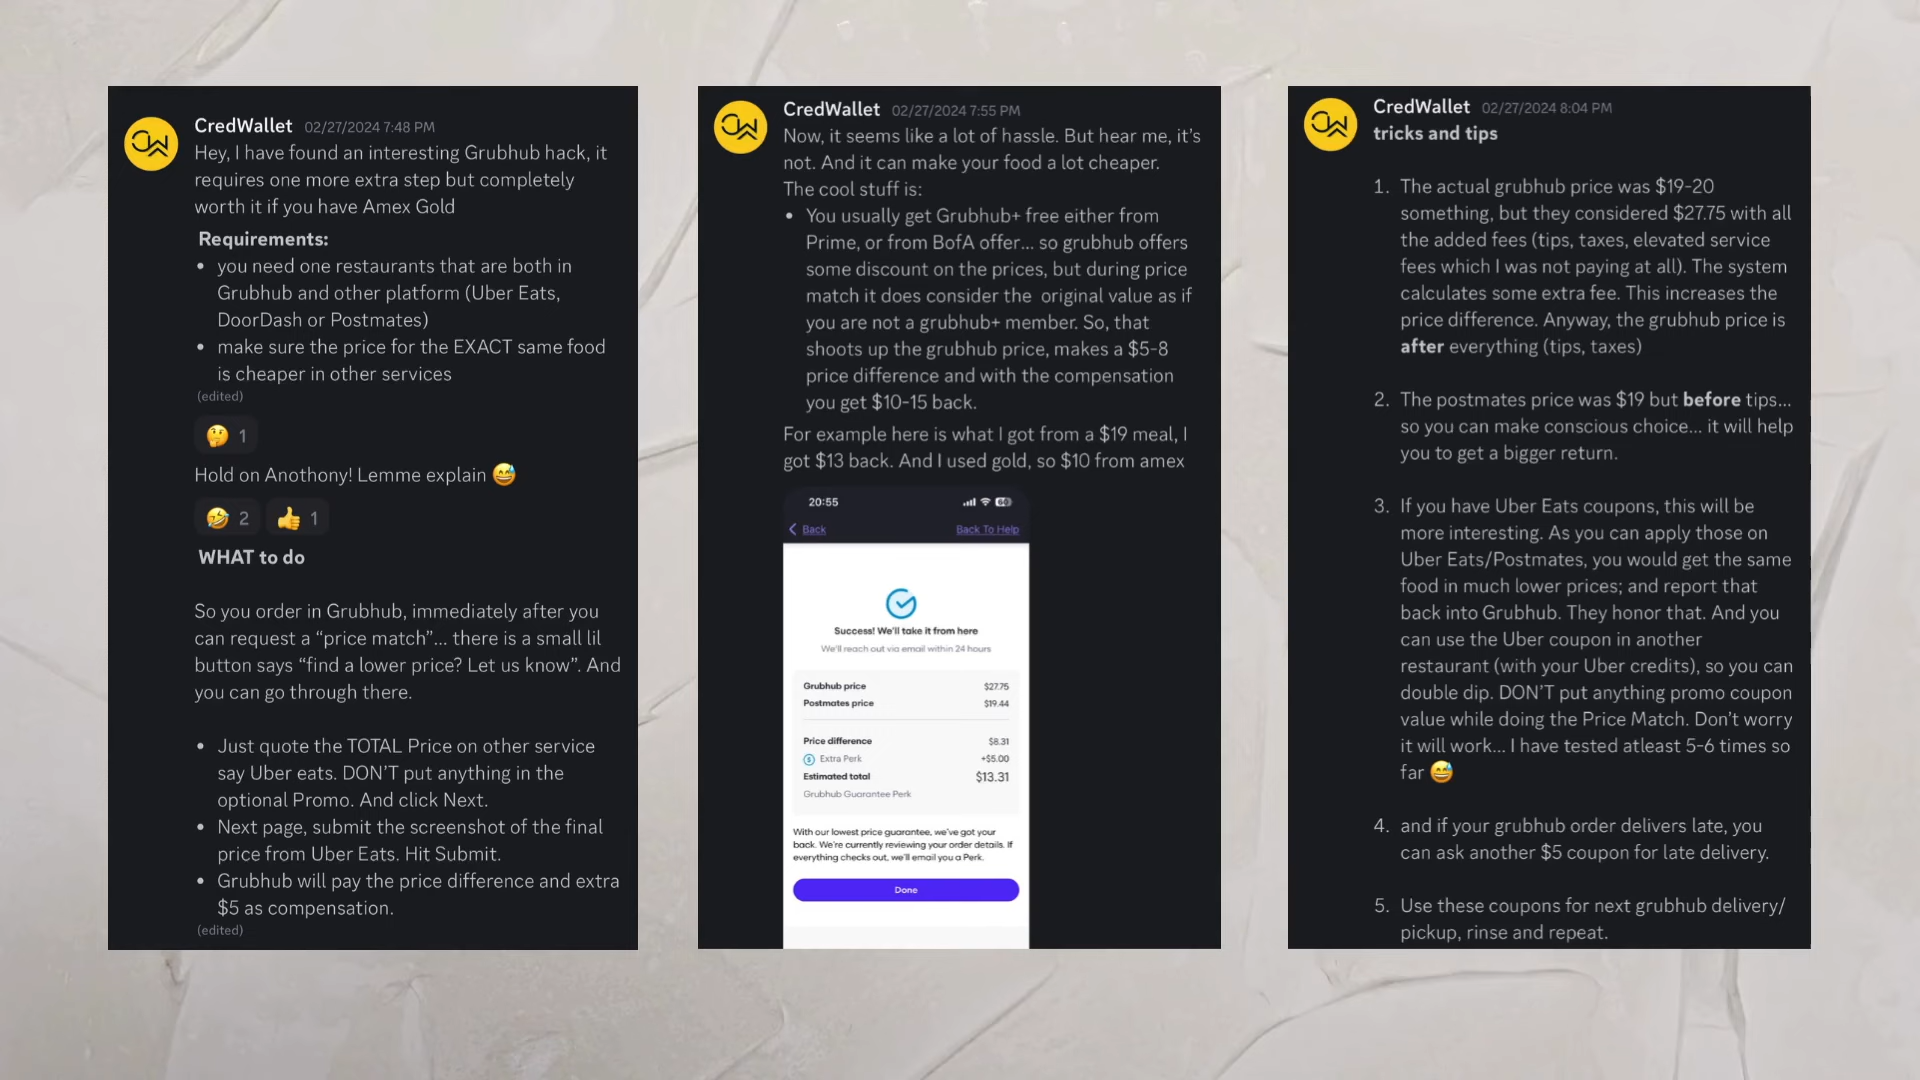 CredWallet 02/27/2024 7:48 PM
Hey, I have found an interesting Grubhub hack, it
requires one more extra step but completely
worth it if you have Amex Gold
Requirements:
• you need one restaurants that are both in
Grubhub and other platform (Uber Eats,
DoorDash or Postmates)
• make sure the price for the EXACT same food
is cheaper in other services
(edited)
🤔 1
Hold on Anothony! Lemme explain 😅
🤣 2 👍 1
WHAT to do
So you order in Grubhub, immediately after you
can request a “price match”... there is a small lil
button says “find a lower price? Let us know”. And
you can go through there.
• Just quote the TOTAL Price on other service
say Uber eats. DON’T put anything in the
optional Promo. And click Next.
• Next page, submit the screenshot of the final
price from Uber Eats. Hit Submit.
• Grubhub will pay the price difference and extra
$5 as compensation.
(edited)
CredWallet 02/27/2024 7:55 PM
Now, it seems like a lot of hassle. But hear me, it’s
not. And it can make your food a lot cheaper.
The cool stuff is:
• You usually get Grubhub+ free either from
Prime, or from BofA offer... so grubhub offers
some discount on the prices, but during price
match it does consider the original value as if
you are not a grubhub+ member. So, that
shoots up the grubhub price, makes a $5-8
price difference and with the compensation
you get $10-15 back.
For example here is what I got from a $19 meal, I
got $13 back. And I used gold, so $10 from amex
20:55
Back Back To Help
Success! We’ll take it from here
We’ll reach out via email within 24 hours
Grubhub price $27.75
Postmates price $19.44
Price difference $8.31
Extra Perk +$5.00
Estimated total $13.31
Grubhub Guarantee Perk
With our lowest price guarantee, we’ve got your
back. We’re currently reviewing your order details. If
everything checks out, we’ll email you a Perk.
Done
CredWallet 02/27/2024 8:04 PM
tricks and tips
1. The actual grubhub price was $19-20
something, but they considered $27.75 with all
the added fees (tips, taxes, elevated service
fees which I was not paying at all). The system
calculates some extra fee. This increases the
price difference. Anyway, the grubhub price is
after everything (tips, taxes)
2. The postmates price was $19 but before tips...
so you can make conscious choice... it will help
you to get a bigger return.
3. If you have Uber Eats coupons, this will be
more interesting. As you can apply those on
Uber Eats/Postmates, you would get the same
food in much lower prices; and report that
back into Grubhub. They honor that. And you
can use the Uber coupon in another
restaurant (with your Uber credits), so you can
double dip. DON’T put anything promo coupon
value while doing the Price Match. Don’t worry
it will work... I have tested atleast 5-6 times so
far 😅
4. and if your grubhub order delivers late, you
can ask another $5 coupon for late delivery.
5. Use these coupons for next grubhub delivery/
pickup, rinse and repeat.